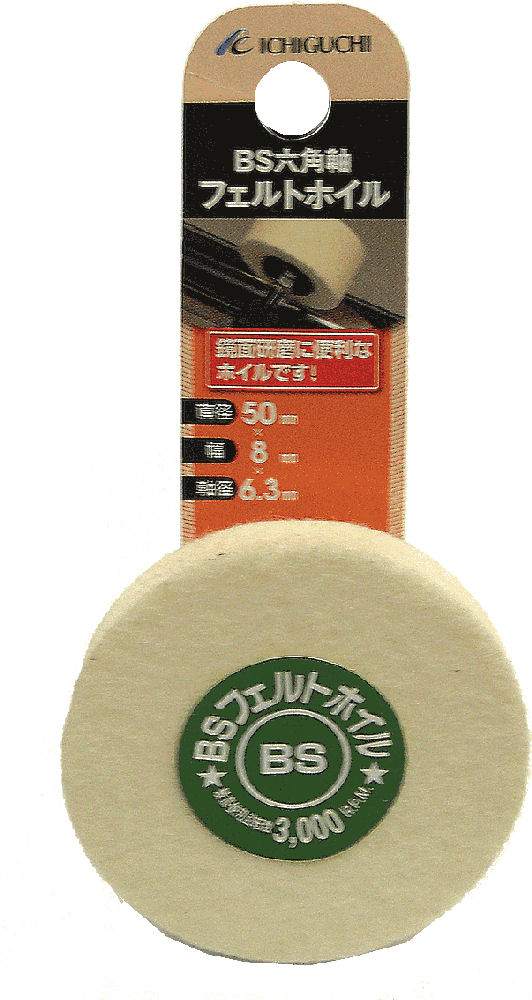 ICHIGUCHI
BS六角軸
フェルトホイル
鏡面研磨に便利な
ホイルです!
直径 50 mm
×
幅 8 mm
×
軸径 6.3 mm
BSフェルトホイル
BS
3,000 R.P.M.